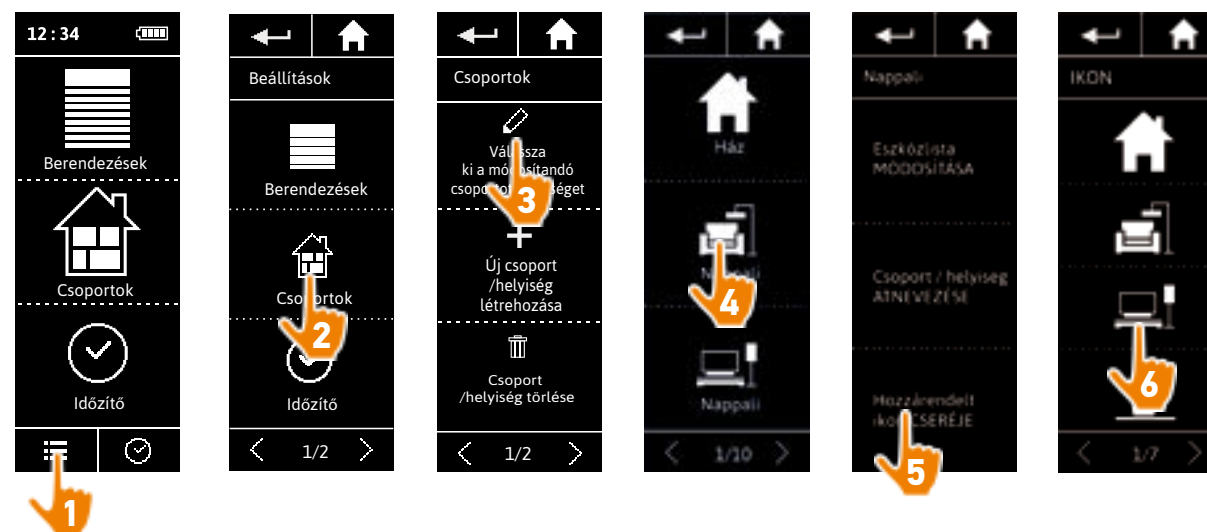 12:34
Berendezések
Csoportok
Időzítő
1
Beállítások
Berendezések
Csoportok
2
Időzítő
1/2
Csoportok
ki a
3
Új csoport
/helyiség
létrehozása
Csoport
/helyiség törlése
1/2
Ház
4
Nappali
1/10
Nappali
Eszközlista
MÓDOSÍTÁSA
Csoport / helyiség
ÁTNEVEZÉSE
Hozzárendelt
CSERÉJE
5
IKON
6
1/7